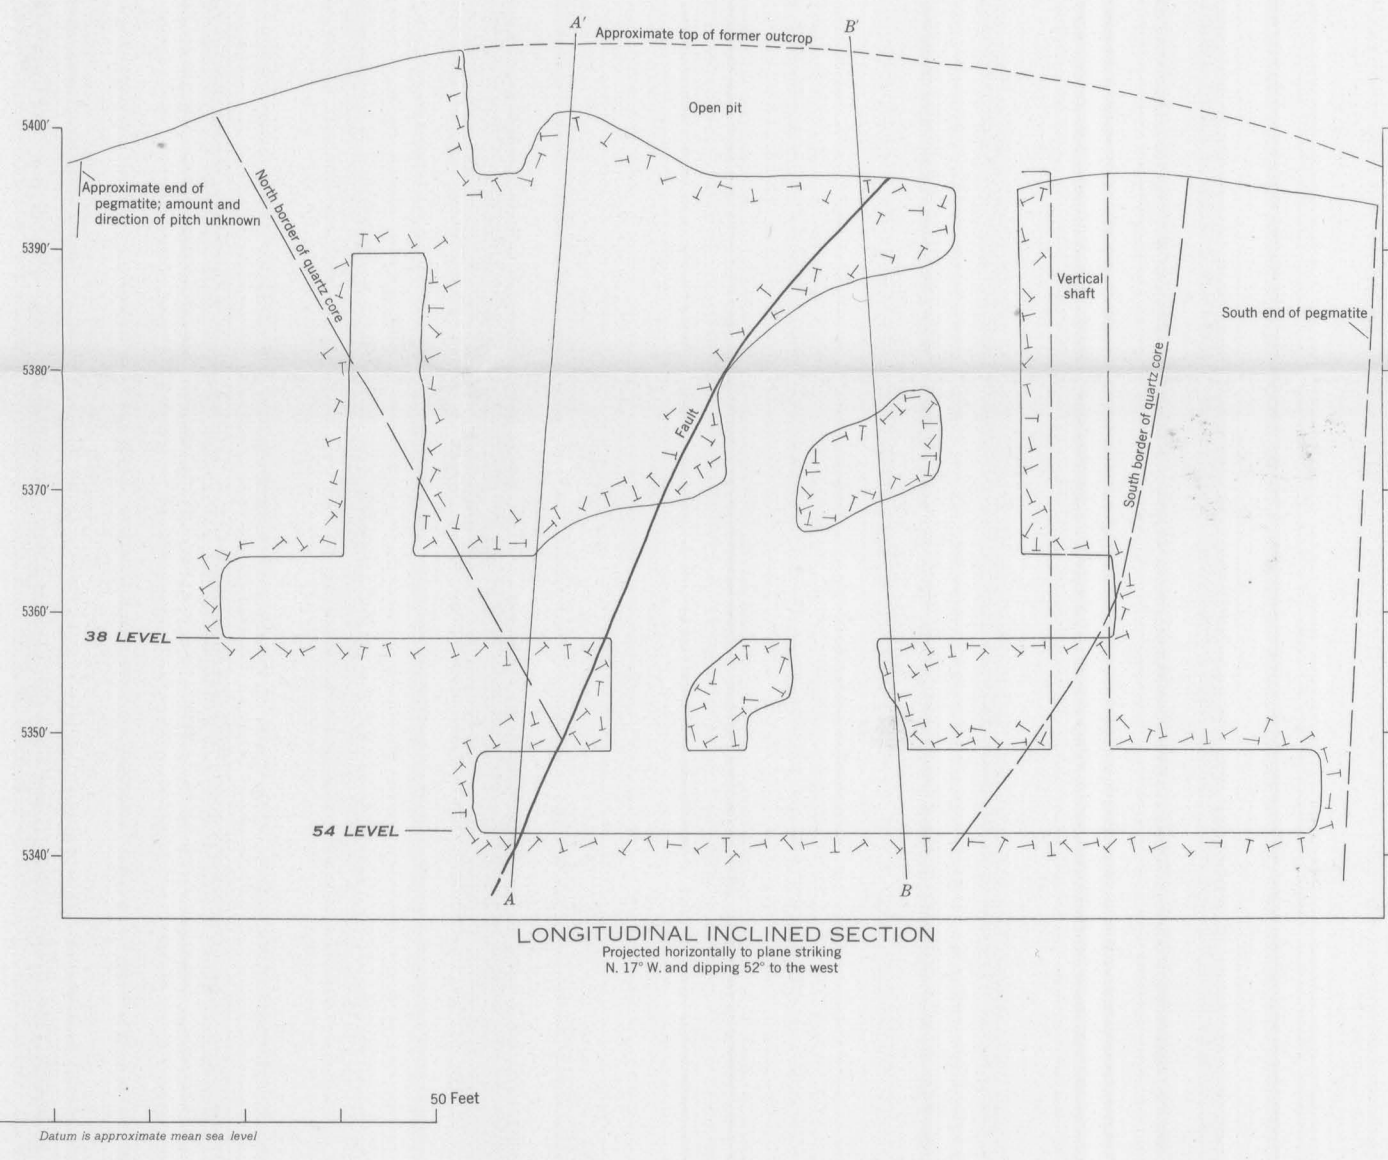 A'
B'
Approximate top of former outcrop
Open pit
5400'
Approximate end of
pegmatite; amount and
direction of pitch unknown
North border of quartz core
5390'
Vertical
shaft
South end of pegmatite
5380'
Fault
South border of quartz core
5370'
5360'
38 LEVEL
5350'
54 LEVEL
5340'
A
B
LONGITUDINAL INCLINED SECTION
Projected horizontally to plane striking
N. 17° W. and dipping 52° to the west
50 Feet
Datum is approximate mean sea level